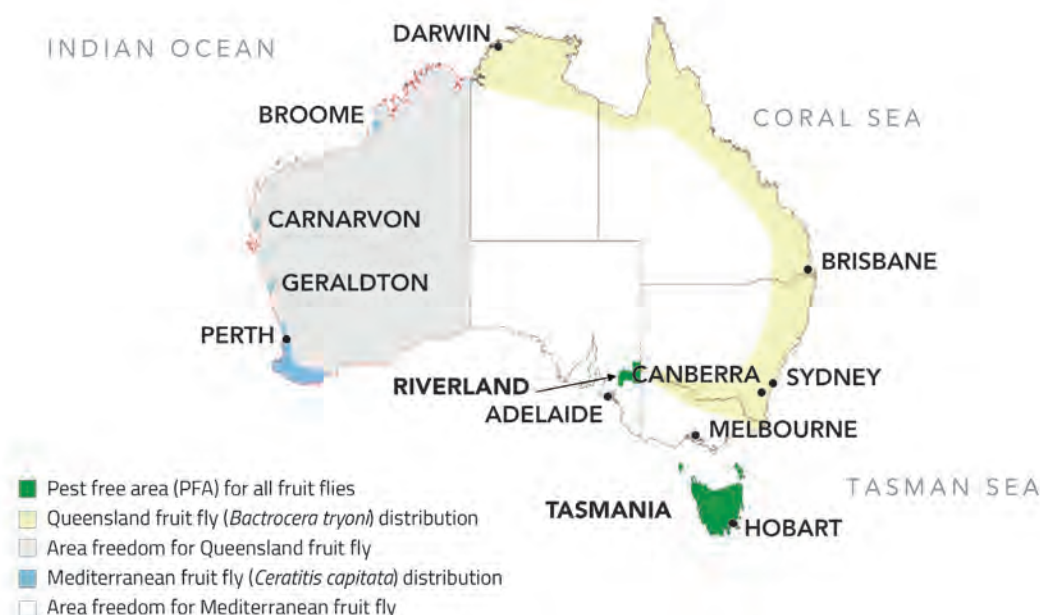 DARWIN
INDIAN OCEAN
BROOME
CORAL SEA
CARNARVON
BRISBANE
GERALDTON
PERTH
CANBERRA
SYDNEY
RIVERLAND
ADELAIDE
MELBOURNE
Pest free area (PFA) for all fruit flies
TASMAN SEA
TASMANIA
Queensland fruit fly (Bactrocera tryoni) distribution
HOBART
Area freedom for Queensland fruit fly
Mediterranean fruit fly (Ceratitis capitata) distribution
Area freedom for Mediterranean fruit fly